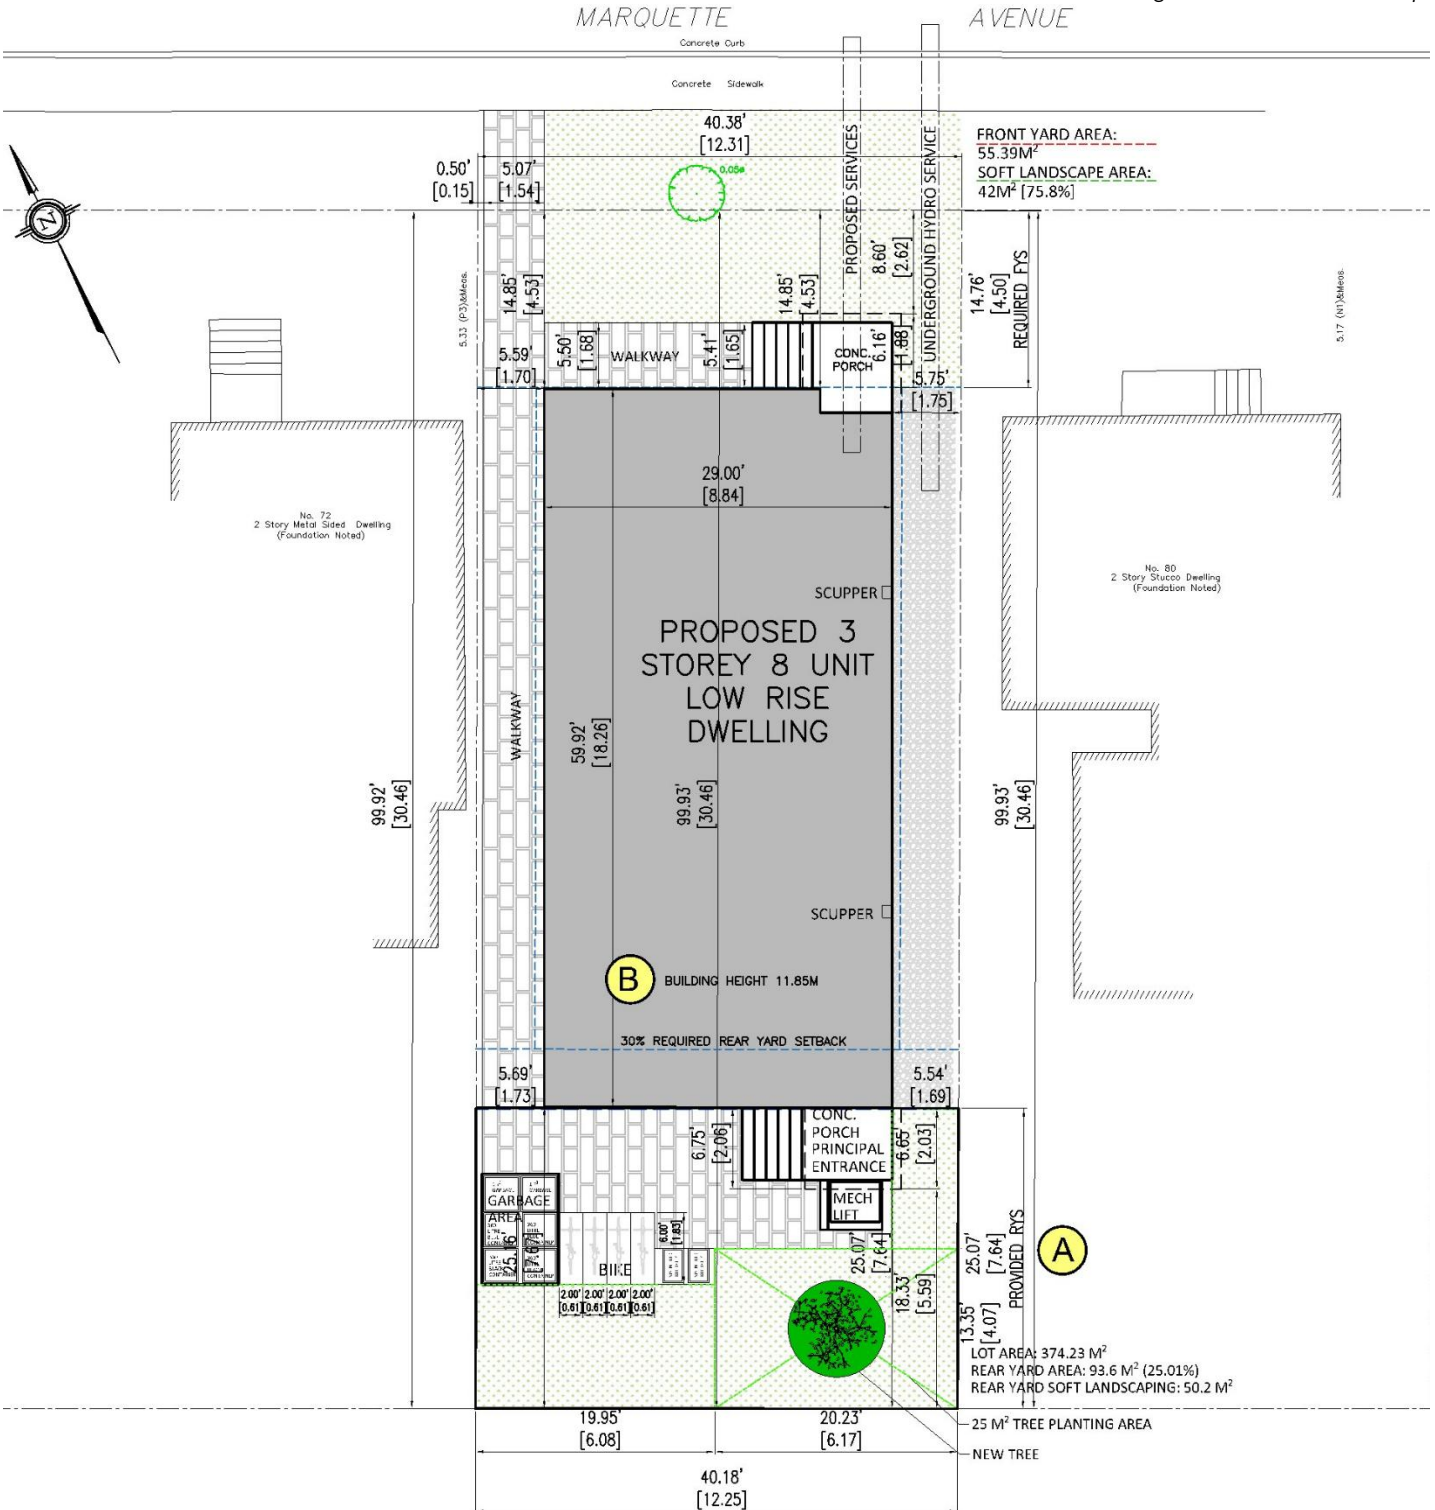 MARQUETTE AVENUE
Concrete Curb
Concrete Sidewalk
40.38'
[12.31]
FRONT YARD AREA:
55.39M²
SOFT LANDSCAPE AREA:
42M² [75.8%]
0.50'
[0.15]
5.07'
[1.54]
0.05ø
N
PROPOSED SERVICES
UNDERGROUND HYDRO SERVICE
8.60'
[2.62]
14.85'
[4.53]
14.85'
[4.53]
14.76'
[4.50]
REQUIRED FYS
5.33 (P3)&Meas.
5.17 (N1)&Meas.
5.59'
[1.70]
5.50'
[1.68]
WALKWAY
5.41'
[1.65]
CONC.
PORCH
6.16'
[1.88]
5.75'
[1.75]
29.00'
[8.84]
No. 72
2 Story Metal Sided Dwelling
(Foundation Noted)
No. 80
2 Story Stucco Dwelling
(Foundation Noted)
SCUPPER
PROPOSED 3
STOREY 8 UNIT
LOW RISE
DWELLING
WALKWAY
59.92'
[18.26]
99.92'
[30.46]
99.93'
[30.46]
99.93'
[30.46]
SCUPPER
B
BUILDING HEIGHT 11.85M
30% REQUIRED REAR YARD SETBACK
5.69'
[1.73]
5.54'
[1.69]
6.75'
[2.06]
CONC.
PORCH
PRINCIPAL
ENTRANCE
6.65'
[2.03]
GARBAGE
AREA
25.16'
MECH
LIFT
6.00'
[1.83]
BIKE
2.00' 2.00' 2.00' 2.00'
[0.61] [0.61] [0.61] [0.61]
25.07'
[7.64]
18.33'
[5.59]
25.07'
[7.64]
PROVIDED RYS
A
13.35'
[4.07]
LOT AREA: 374.23 M²
REAR YARD AREA: 93.6 M² (25.01%)
REAR YARD SOFT LANDSCAPING: 50.2 M²
19.95'
[6.08]
20.23'
[6.17]
25 M² TREE PLANTING AREA
NEW TREE
40.18'
[12.25]